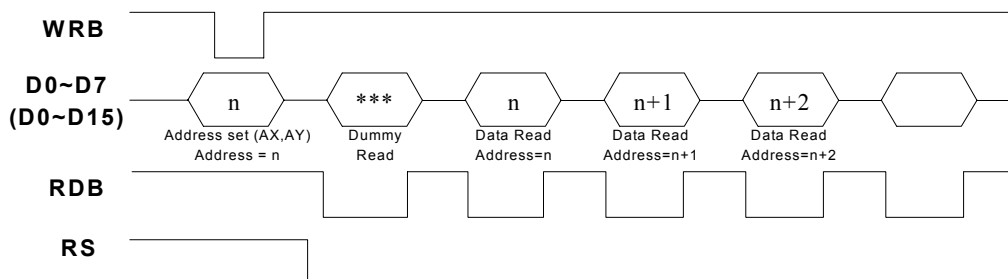 WRB
D0~D7
(D0~D15)
n
***
n
n+1
n+2
Address set (AX,AY)
Address = n
Dummy
Read
Data Read
Address=n
Data Read
Address=n+1
Data Read
Address=n+2
RDB
RS